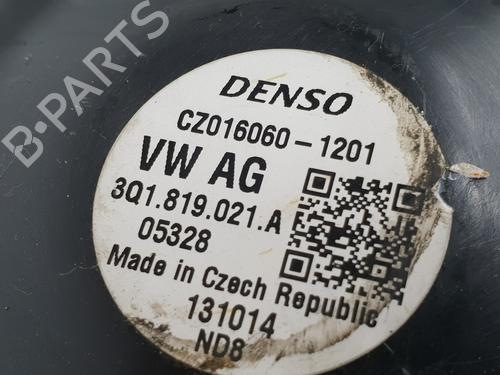 DENSO
CZ016060-1201
VW AG
3Q1.819.021.A
05328
Made in Czech Republic
131014
ND8
B-PARTS